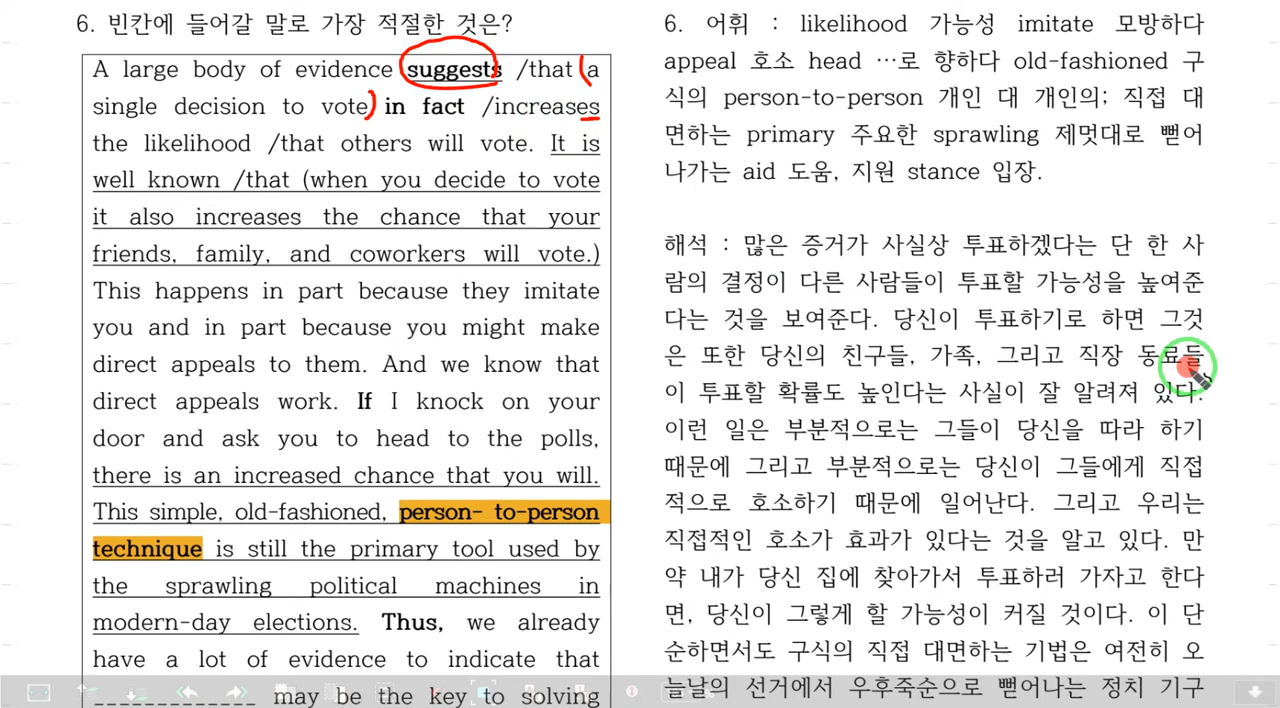 6. 빈칸에 들어갈 말로 가장 적절한 것은?
A large body of evidence suggests /that (a
single decision to vote) in fact /increases
the likelihood /that others will vote. It is
well known /that (when you decide to vote
it also increases the chance that your
friends, family, and coworkers will vote.)
This happens in part because they imitate
you and in part because you might make
direct appeals to them. And we know that
direct appeals work. If I knock on your
door and ask you to head to the polls,
there is an increased chance that you will.
This simple, old-fashioned, person- to-person
technique is still the primary tool used by
the sprawling political machines in
modern-day elections. Thus, we already
have a lot of evidence to indicate that
_____________ may be the key to solving
6. 어휘 : likelihood 가능성 imitate 모방하다
appeal 호소 head …로 향하다 old-fashioned 구
식의 person-to-person 개인 대 개인의; 직접 대
면하는 primary 주요한 sprawling 제멋대로 뻗어
나가는 aid 도움, 지원 stance 입장.
해석 : 많은 증거가 사실상 투표하겠다는 단 한 사
람의 결정이 다른 사람들이 투표할 가능성을 높여준
다는 것을 보여준다. 당신이 투표하기로 하면 그것
은 또한 당신의 친구들, 가족, 그리고 직장 동료들
이 투표할 확률도 높인다는 사실이 잘 알려져 있다.
이런 일은 부분적으로는 그들이 당신을 따라 하기
때문에 그리고 부분적으로는 당신이 그들에게 직접
적으로 호소하기 때문에 일어난다. 그리고 우리는
직접적인 호소가 효과가 있다는 것을 알고 있다. 만
약 내가 당신 집에 찾아가서 투표하러 가자고 한다
면, 당신이 그렇게 할 가능성이 커질 것이다. 이 단
순하면서도 구식의 직접 대면하는 기법은 여전히 오
늘날의 선거에서 우후죽순으로 뻗어나는 정치 기구